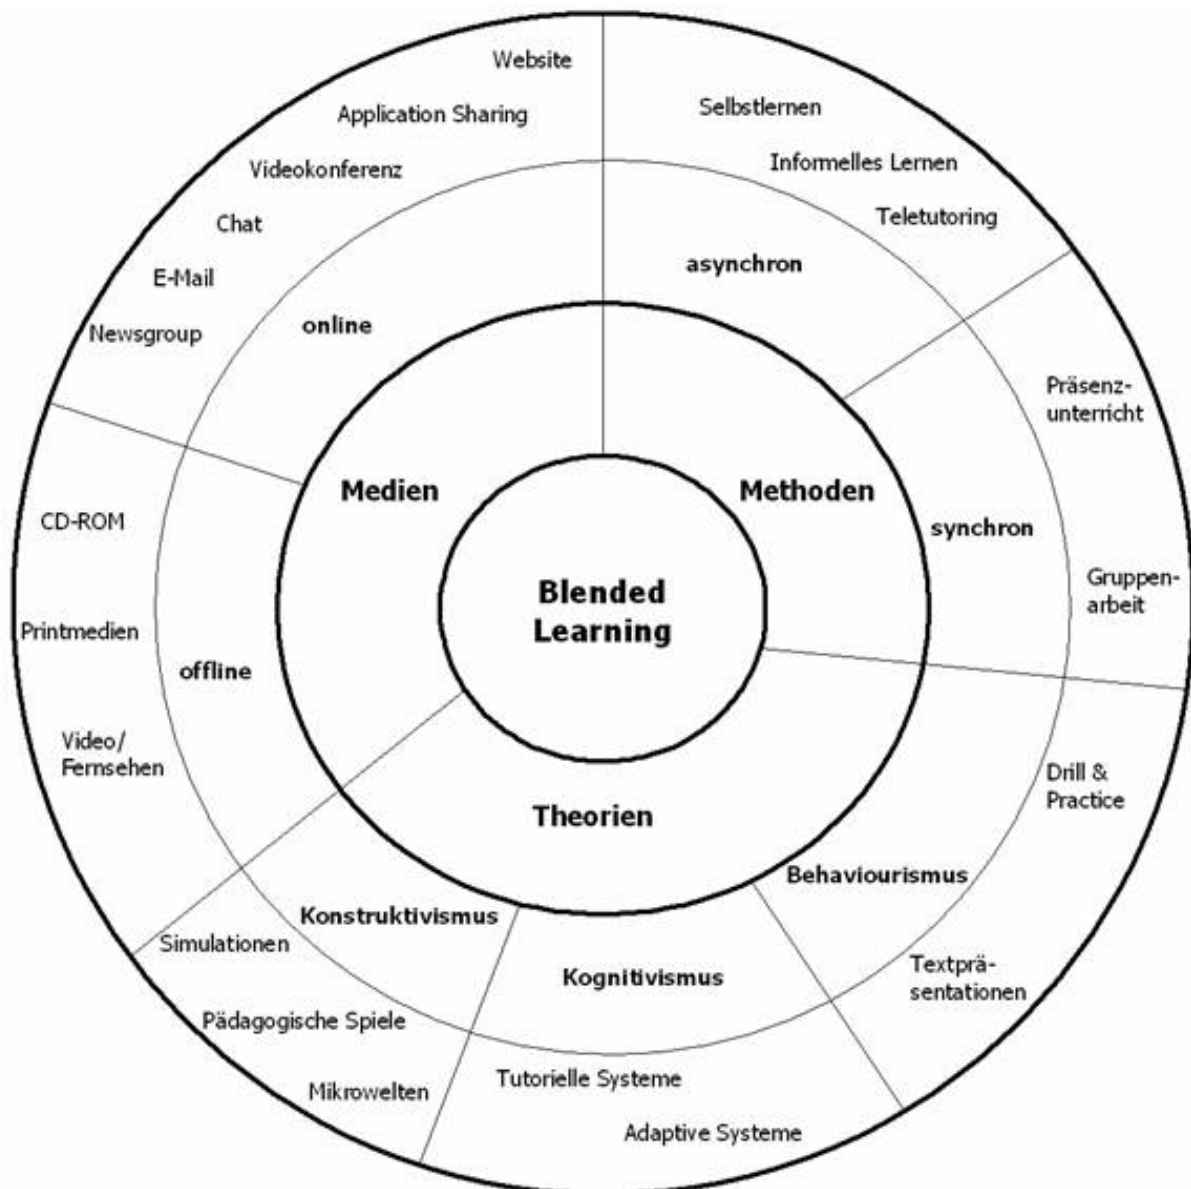 Website
Application Sharing
Videokonferenz
Chat
E-Mail
Newsgroup
online
Selbstlernen
Informelles Lernen
Teletutoring
asynchron
Präsenz-
unterricht
Gruppen-
arbeit
synchron
Medien
Methoden
Blended
Learning
Theorien
CD-ROM
Printmedien
Video/
Fernsehen
offline
Konstruktivismus
Simulationen
Pädagogische Spiele
Mikrowelten
Kognitivismus
Tutorielle Systeme
Adaptive Systeme
Behaviourismus
Drill &
Practice
Textprä-
sentationen